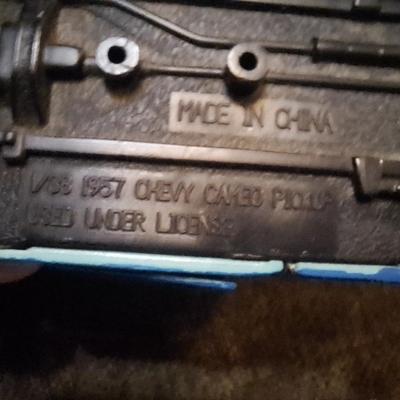 MADE IN CHINA
1/38 1957 CHEVY CAMEO PICKUP
USED UNDER LICENSE